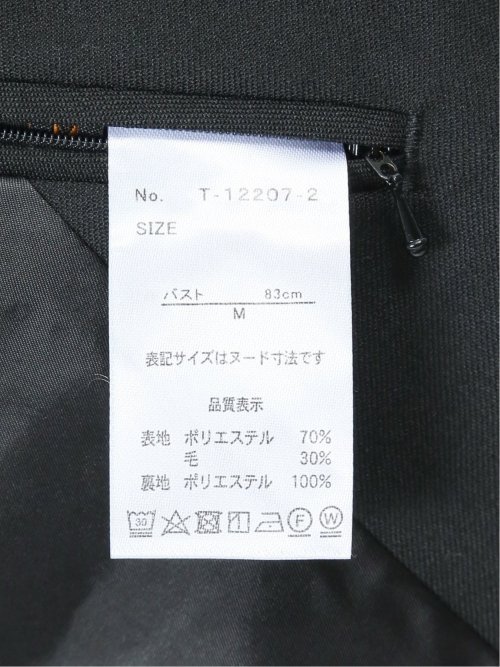 No. T-12207-2
SIZE
バスト 83cm
M
表記サイズはヌード寸法です
品質表示
表地 ポリエステル 70%
毛 30%
裏地 ポリエステル 100%
30 F W